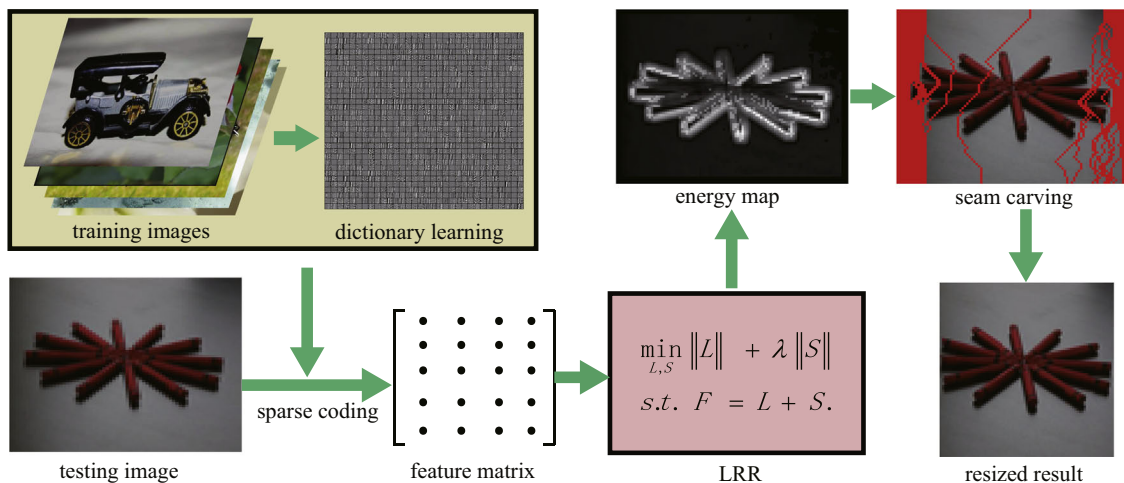 training images
dictionary learning
energy map
seam carving
testing image
sparse coding
feature matrix
min ‖L‖ + λ ‖S‖
L,S
s.t. F = L + S.
LRR
resized result